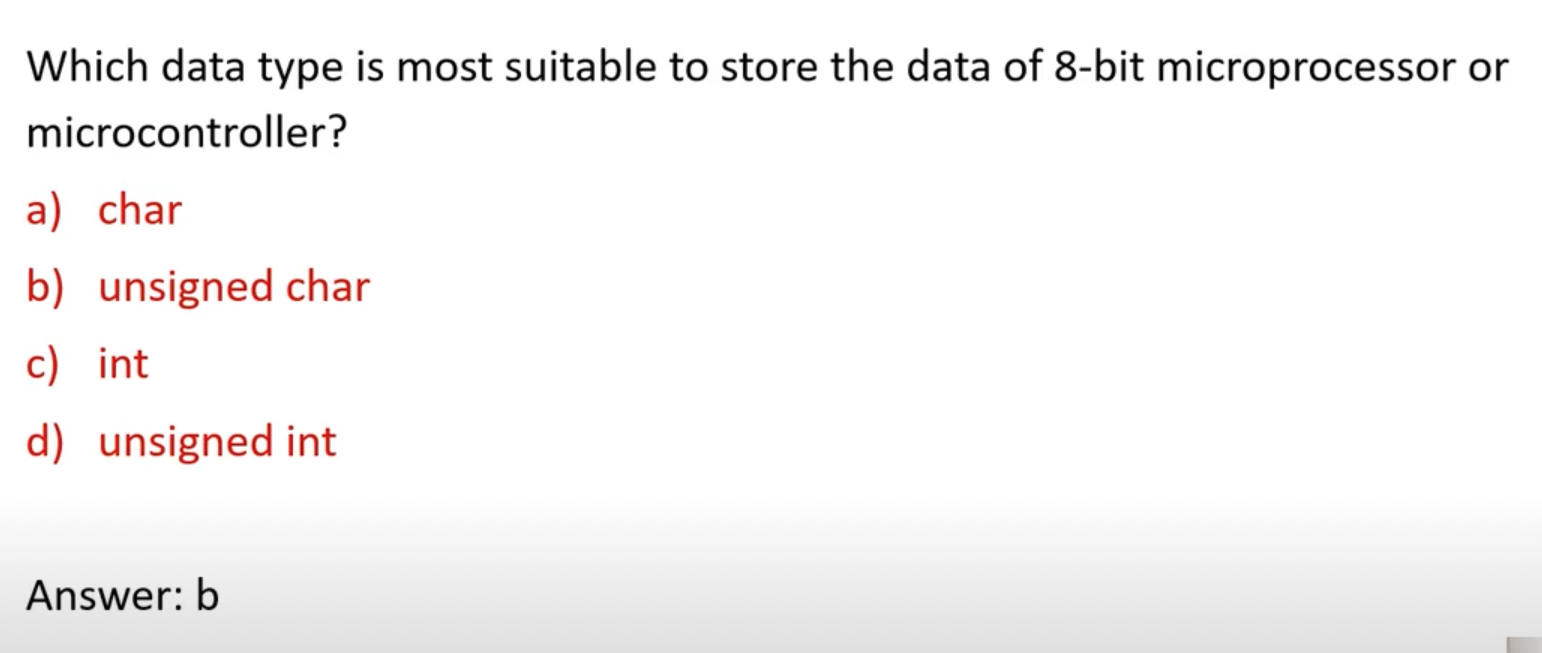 Which data type is most suitable to store the data of 8-bit microprocessor or
microcontroller?
a) char
b) unsigned char
c) int
d) unsigned int
Answer: b